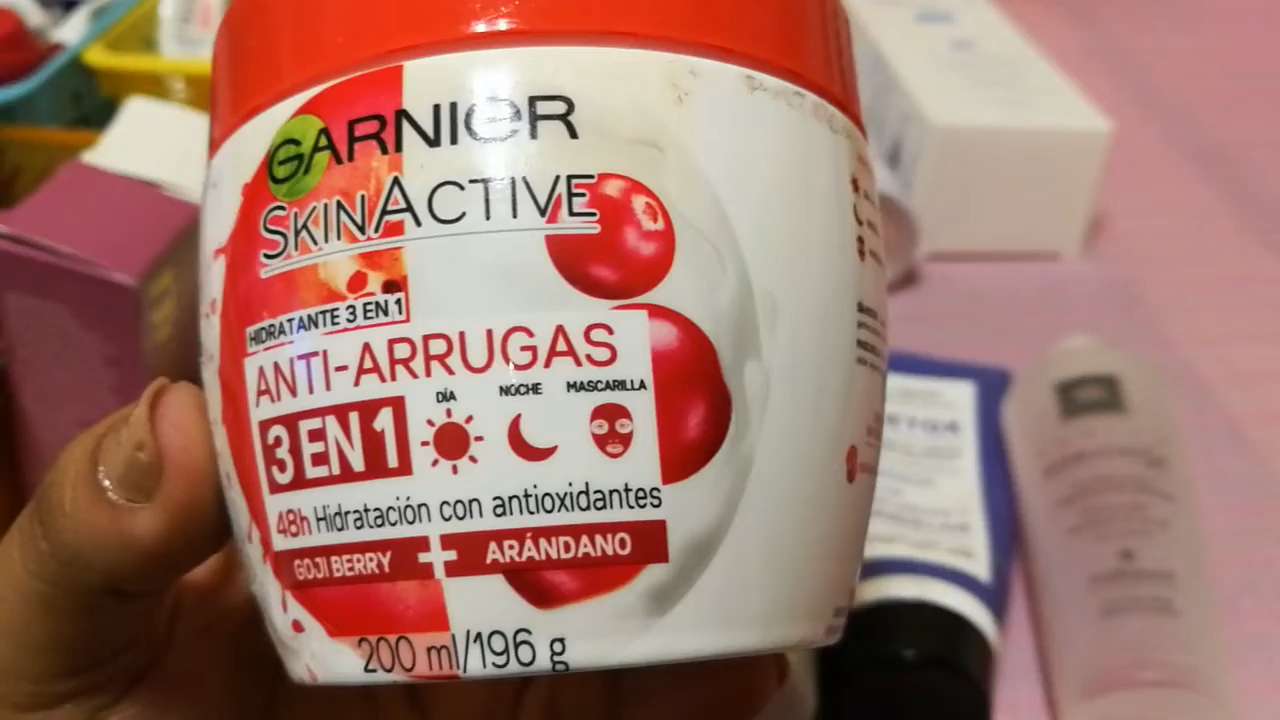 GARNIER
SKINACTIVE
HIDRATANTE 3 EN 1
ANTI-ARRUGAS
3 EN 1
DÍA
NOCHE
MASCARILLA
48h Hidratación con antioxidantes
GOJI BERRY + ARÁNDANO
200 ml/196 g